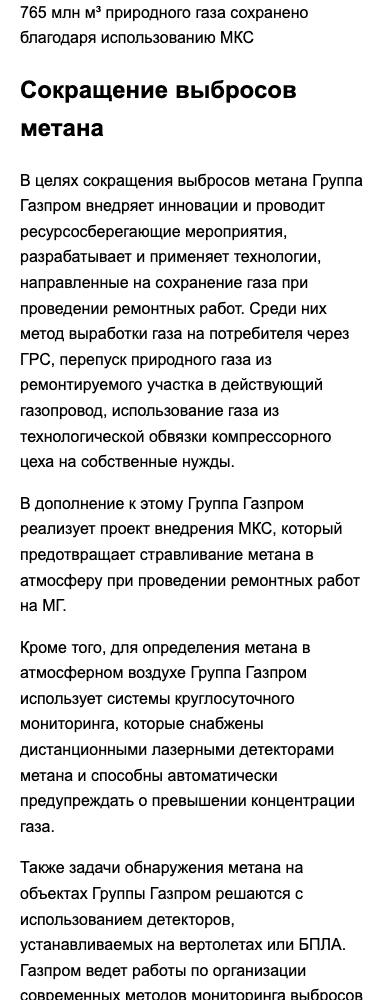 765 млн м³ природного газа сохранено
благодаря использованию МКС
Сокращение выбросов
метана
В целях сокращения выбросов метана Группа
Газпром внедряет инновации и проводит
ресурсосберегающие мероприятия,
разрабатывает и применяет технологии,
направленные на сохранение газа при
проведении ремонтных работ. Среди них
метод выработки газа на потребителя через
ГРС, перепуск природного газа из
ремонтируемого участка в действующий
газопровод, использование газа из
технологической обвязки компрессорного
цеха на собственные нужды.
В дополнение к этому Группа Газпром
реализует проект внедрения МКС, который
предотвращает стравливание метана в
атмосферу при проведении ремонтных работ
на МГ.
Кроме того, для определения метана в
атмосферном воздухе Группа Газпром
использует системы круглосуточного
мониторинга, которые снабжены
дистанционными лазерными детекторами
метана и способны автоматически
предупреждать о превышении концентрации
газа.
Также задачи обнаружения метана на
объектах Группы Газпром решаются с
использованием детекторов,
устанавливаемых на вертолетах или БПЛА.
Газпром ведет работы по организации
современных методов мониторинга выбросов